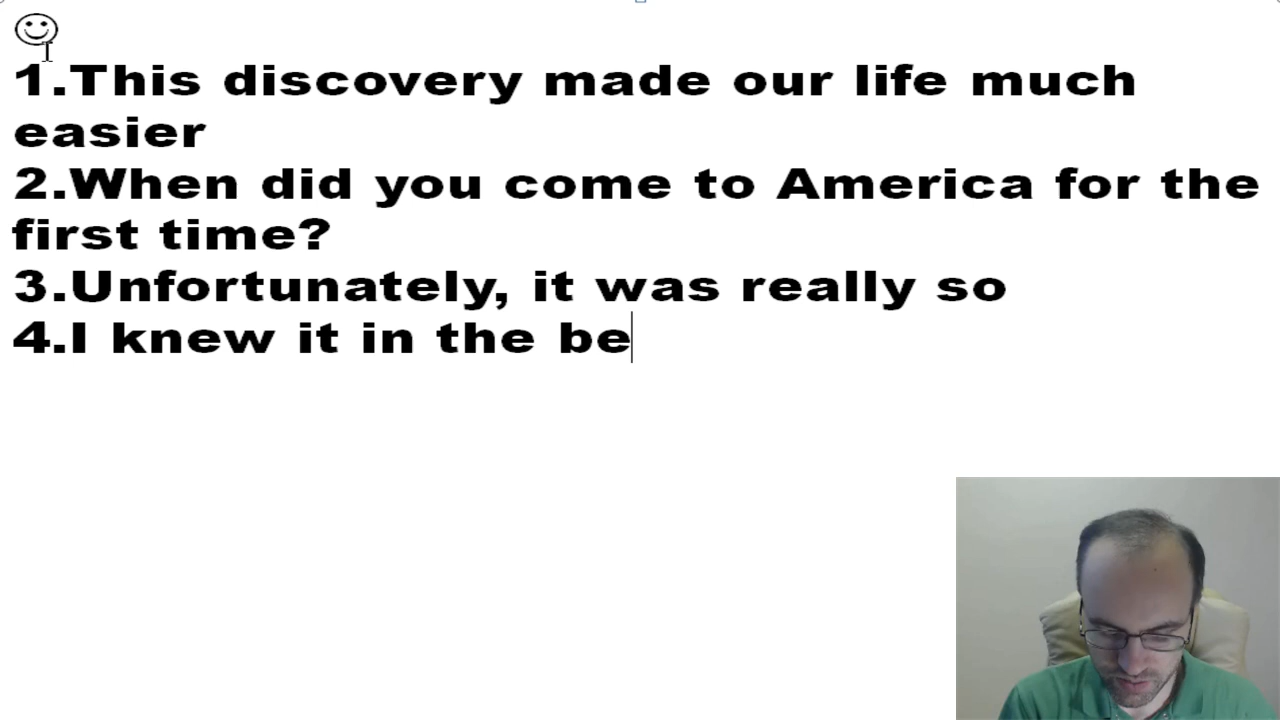 1.This discovery made our life much
easier
2.When did you come to America for the
first time?
3.Unfortunately, it was really so
4.I knew it in the be